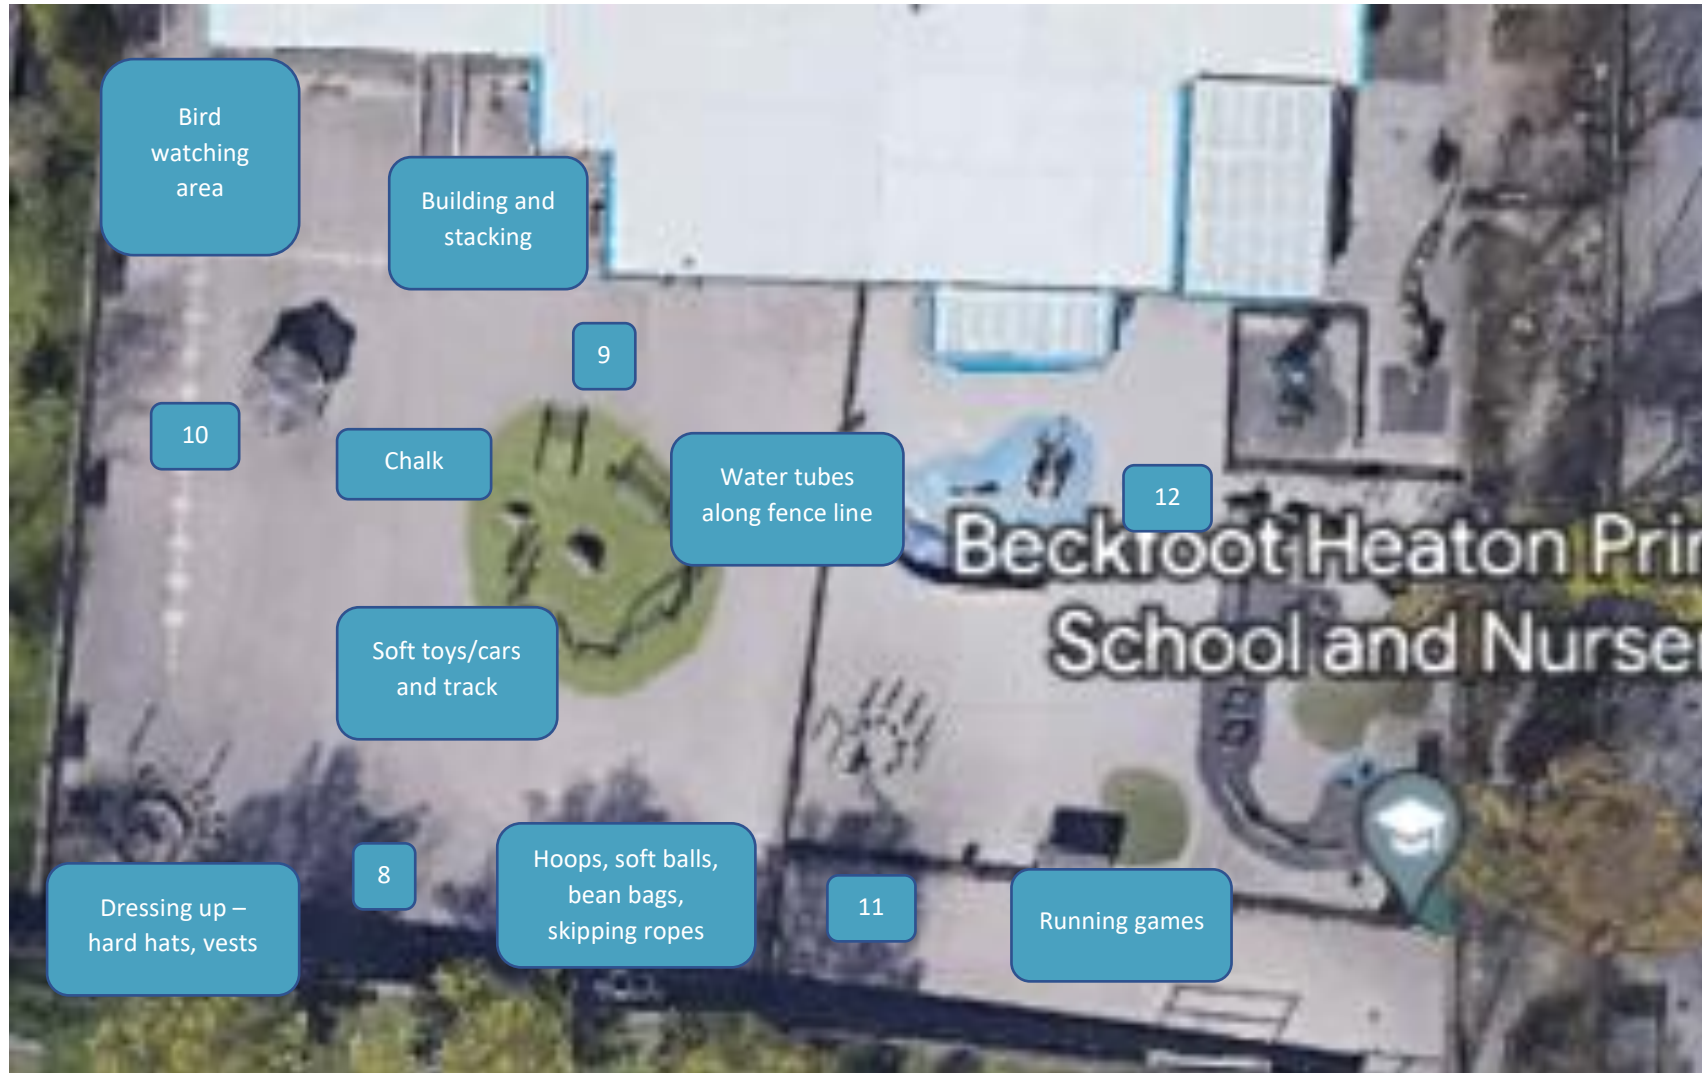 Bird
watching
area
Building and
stacking
9
10
Chalk
Water tubes
along fence line
12
Beckfoot Heaton
School and
Soft toys/cars
and track
8
Hoops, soft balls,
bean bags,
skipping ropes
11
Running games
Dressing up –
hard hats, vests